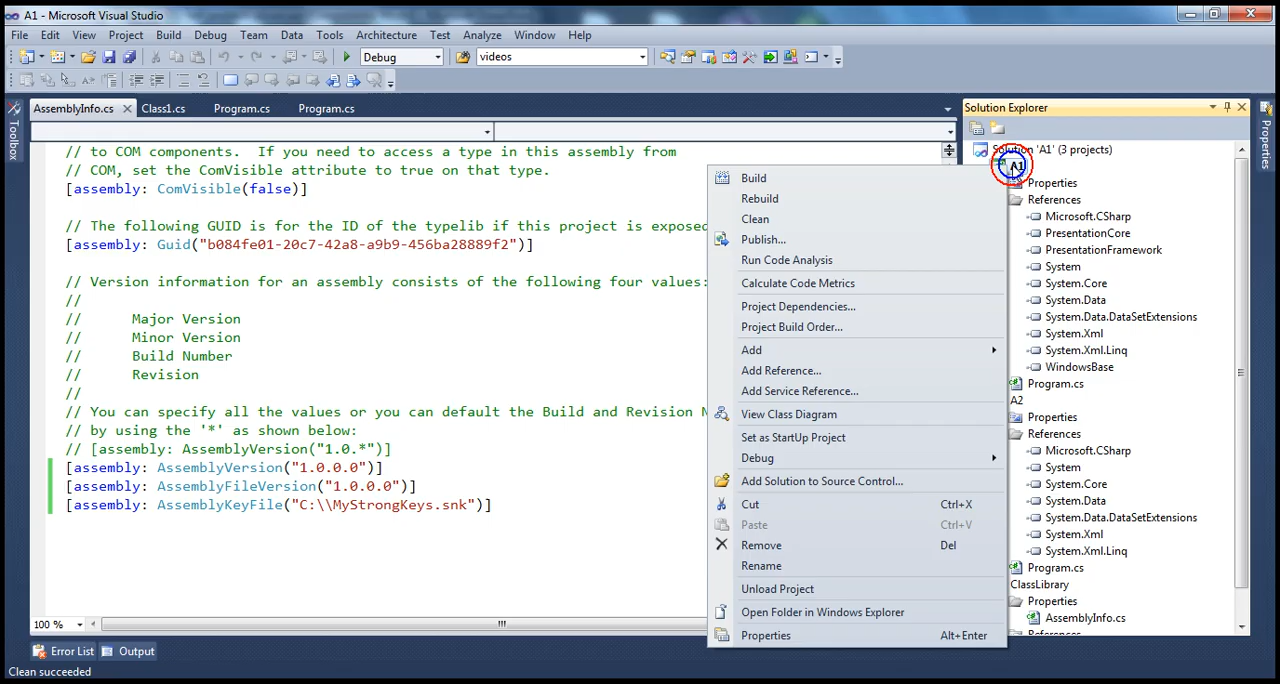 A1 - Microsoft Visual Studio
File Edit View Project Build Debug Team Data Tools Architecture Test Analyze Window Help
Debug videos
AssemblyInfo.cs Class1.cs Program.cs Program.cs
Toolbox
// to COM components.  If you need to access a type in this assembly from
// COM, set the ComVisible attribute to true on that type.
[assembly: ComVisible(false)]
// The following GUID is for the ID of the typelib if this project is exposed
[assembly: Guid("b084fe01-20c7-42a8-a9b9-456ba28889f2")]
// Version information for an assembly consists of the following four values:
//
//      Major Version
//      Minor Version
//      Build Number
//      Revision
//
// You can specify all the values or you can default the Build and Revision N
// by using the '*' as shown below:
// [assembly: AssemblyVersion("1.0.*")]
[assembly: AssemblyVersion("1.0.0.0")]
[assembly: AssemblyFileVersion("1.0.0.0")]
[assembly: AssemblyKeyFile("C:\\MyStrongKeys.snk")]
100 %
Error List Output
Clean succeeded
Build
Rebuild
Clean
Publish...
Run Code Analysis
Calculate Code Metrics
Project Dependencies...
Project Build Order...
Add
Add Reference...
Add Service Reference...
View Class Diagram
Set as StartUp Project
Debug
Add Solution to Source Control...
Cut Ctrl+X
Paste Ctrl+V
Remove Del
Rename
Unload Project
Open Folder in Windows Explorer
Properties Alt+Enter
Solution Explorer
Solution 'A1' (3 projects)
A1
Properties
References
Microsoft.CSharp
PresentationCore
PresentationFramework
System
System.Core
System.Data
System.Data.DataSetExtensions
System.Xml
System.Xml.Linq
WindowsBase
Program.cs
A2
Properties
References
Microsoft.CSharp
System
System.Core
System.Data
System.Data.DataSetExtensions
System.Xml
System.Xml.Linq
Program.cs
ClassLibrary
Properties
AssemblyInfo.cs
References
Properties